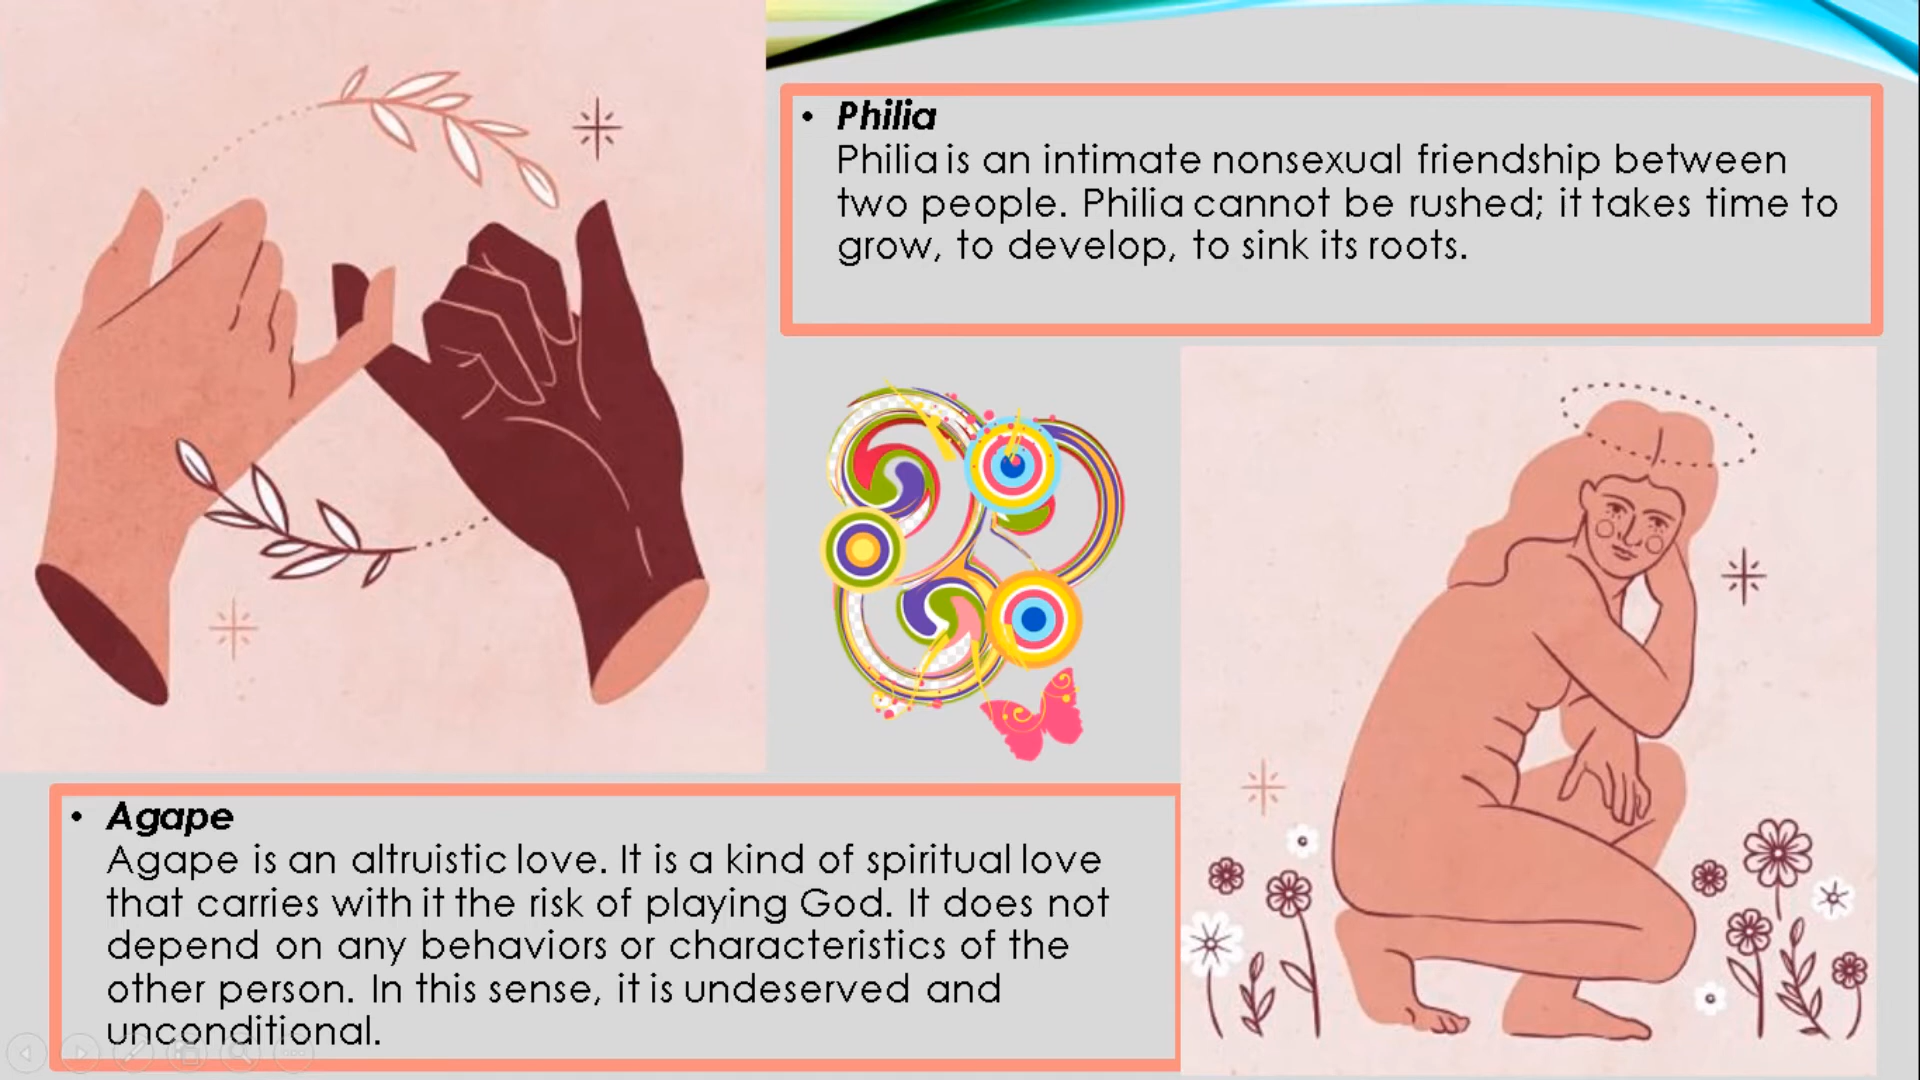 • Philia
Philia is an intimate nonsexual friendship between
two people. Philia cannot be rushed; it takes time to
grow, to develop, to sink its roots.
• Agape
Agape is an altruistic love. It is a kind of spiritual love
that carries with it the risk of playing God. It does not
depend on any behaviors or characteristics of the
other person. In this sense, it is undeserved and
unconditional.